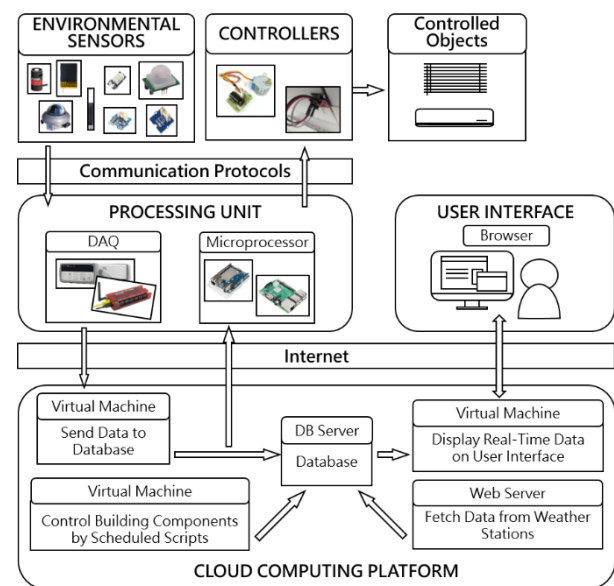 ENVIRONMENTAL
SENSORS
CONTROLLERS
Controlled
Objects
Communication Protocols
PROCESSING UNIT
DAQ
Microprocessor
USER INTERFACE
Browser
Internet
Virtual Machine
Send Data to
Database
DB Server
Database
Virtual Machine
Display Real-Time Data
on User Interface
Virtual Machine
Control Building Components
by Scheduled Scripts
Web Server
Fetch Data from Weather
Stations
CLOUD COMPUTING PLATFORM